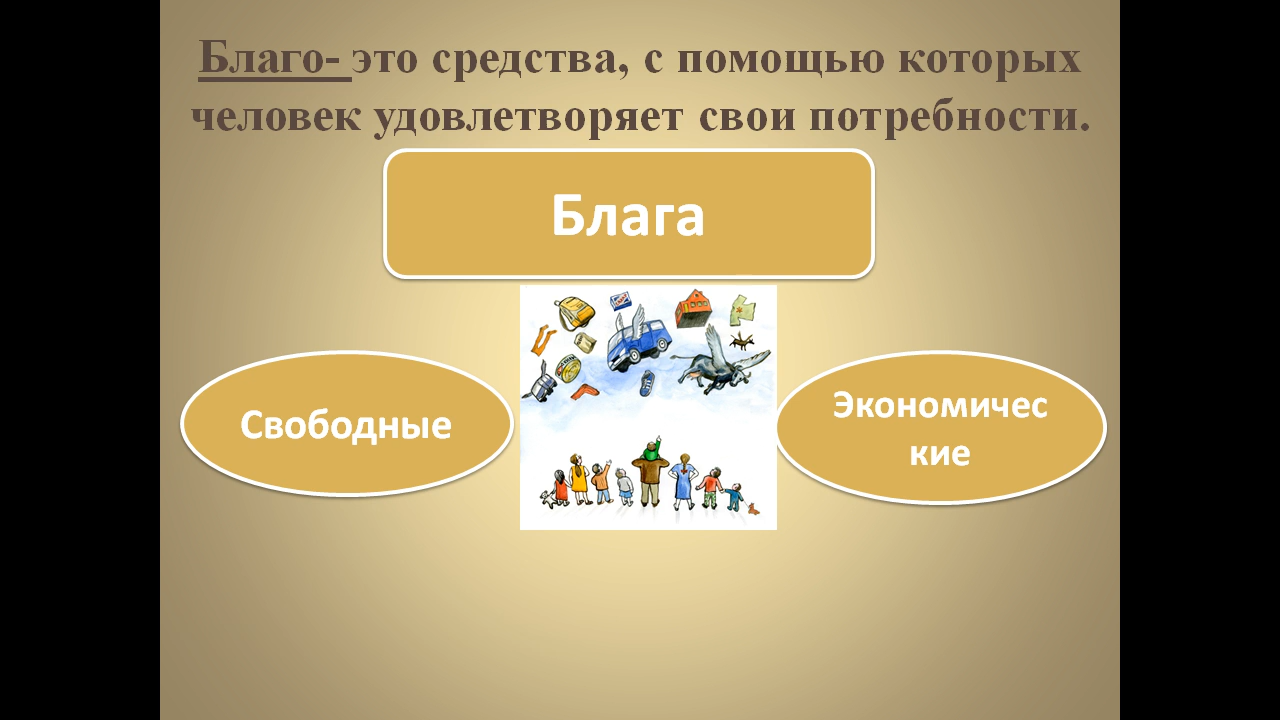 Благо- это средства, с помощью которых
человек удовлетворяет свои потребности.
Блага
Свободные
Экономичес
кие